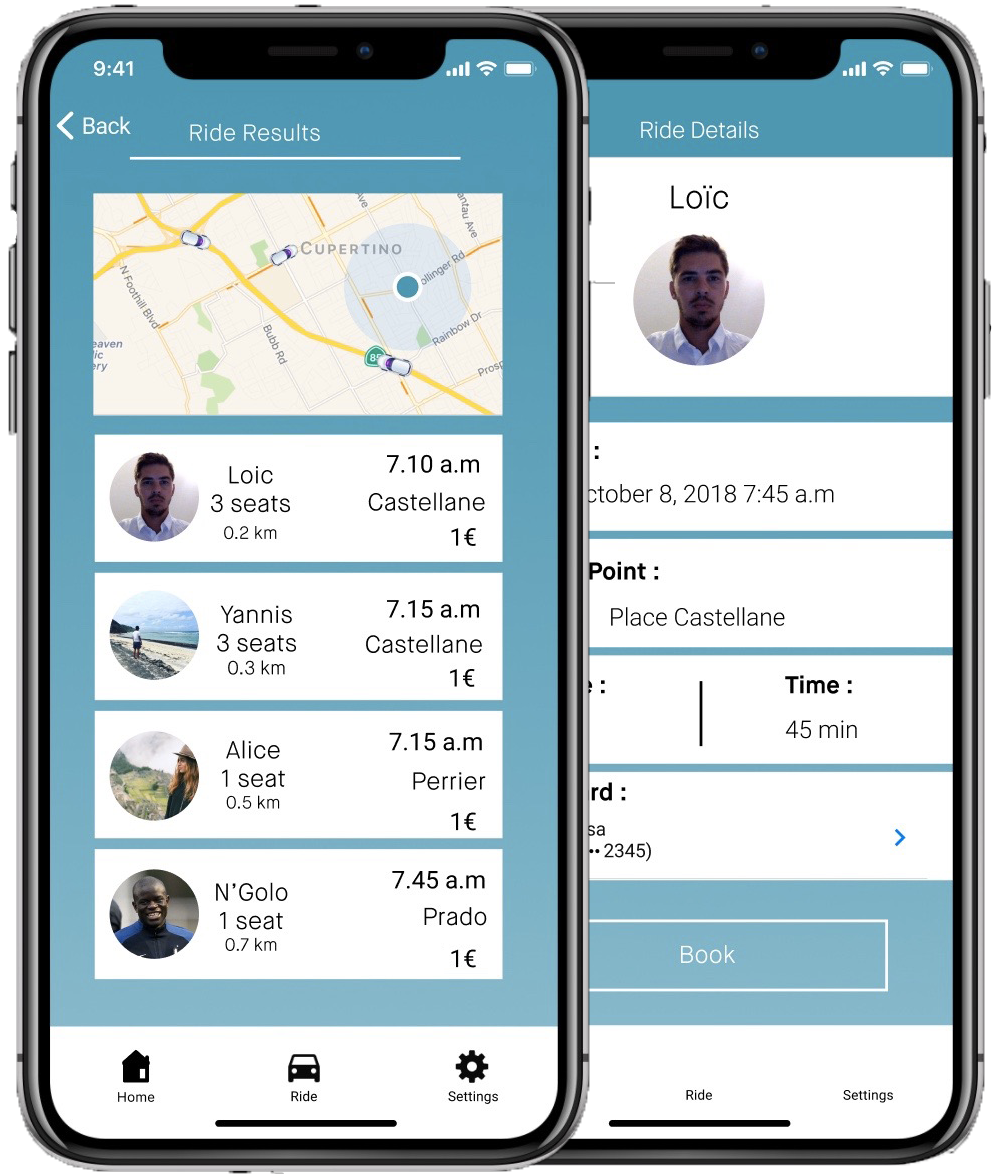 9:41
Back
Ride Results
Ave
antau Ave
CUPERTINO
ollinger Rd
N Foothill Blvd
Bubb Rd
Rainbow Dr
eaven
ic
ery
85
Prosp
Loic
3 seats
0.2 km
7.10 a.m
Castellane
1€
Yannis
3 seats
0.3 km
7.15 a.m
Castellane
1€
Alice
1 seat
0.5 km
7.15 a.m
Perrier
1€
N’Golo
1 seat
0.7 km
7.45 a.m
Prado
1€
Home
Ride
Settings
Ride Details
Loïc
:
ctober 8, 2018 7:45 a.m
Point :
Place Castellane
e :
Time :
45 min
rd :
sa
•• 2345)
Book
Ride
Settings